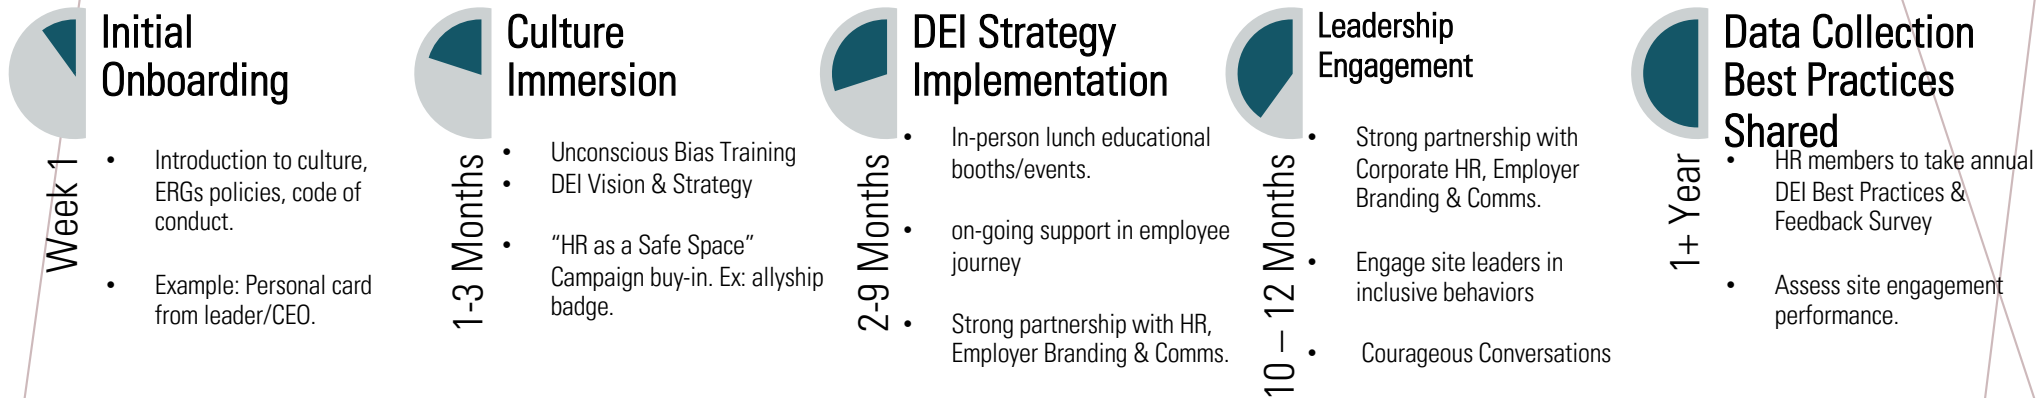 Initial
Onboarding
Week 1
• Introduction to culture,
ERGs policies, code of
conduct.
• Example: Personal card
from leader/CEO.
Culture
Immersion
1-3 Months
• Unconscious Bias Training
• DEI Vision & Strategy
• “HR as a Safe Space”
Campaign buy-in. Ex: allyship
badge.
DEI Strategy
Implementation
2-9 Months
• In-person lunch educational
booths/events.
• on-going support in employee
journey
• Strong partnership with HR,
Employer Branding & Comms.
Leadership
Engagement
10 – 12 Months
• Strong partnership with
Corporate HR, Employer
Branding & Comms.
• Engage site leaders in
inclusive behaviors
• Courageous Conversations
Data Collection
Best Practices
Shared
1+ Year
• HR members to take annual
DEI Best Practices &
Feedback Survey
• Assess site engagement
performance.